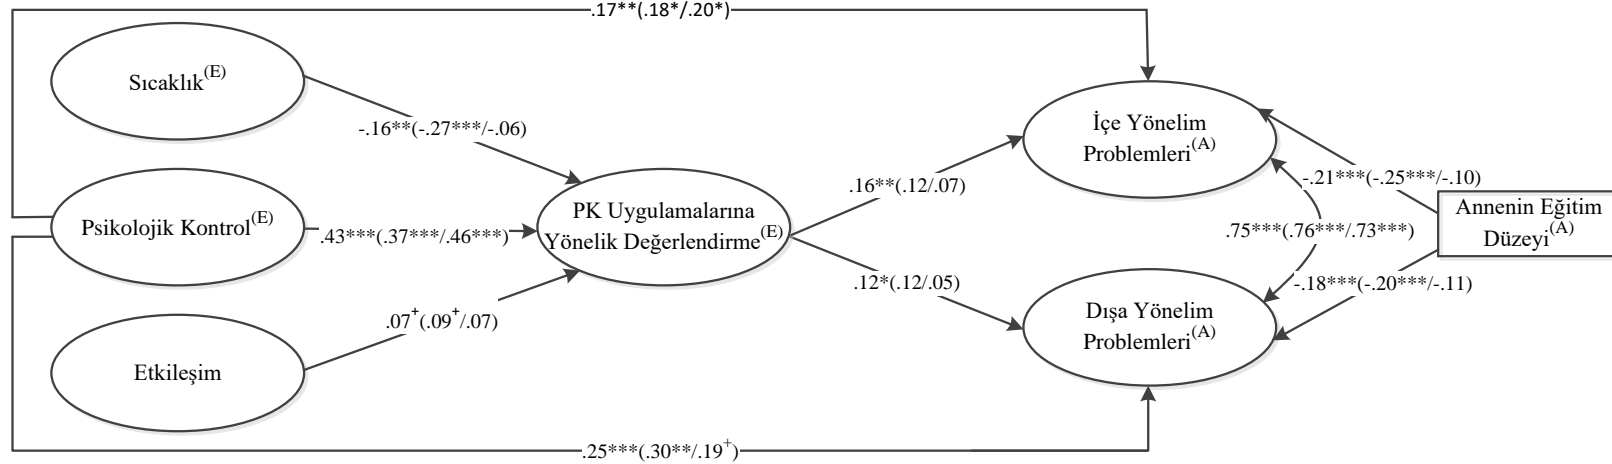 .17**(.18*/.20*)
Sıcaklık(E)
-.16**(-.27***/-.06)
Psikolojik Kontrol(E)
.43***(.37***/.46***)
PK Uygulamalarına
Yönelik Değerlendirme(E)
Etkileşim
.07+(.09+/.07)
.16**(.12/.07)
.12*(.12/.05)
İçe Yönelim
Problemleri(A)
-.21***(-.25***/-.10)
.75***(.76***/.73***)
Annenin Eğitim
Düzeyi(A)
-.18***(-.20***/-.11)
Dışa Yönelim
Problemleri(A)
.25***(.30**/.19+)